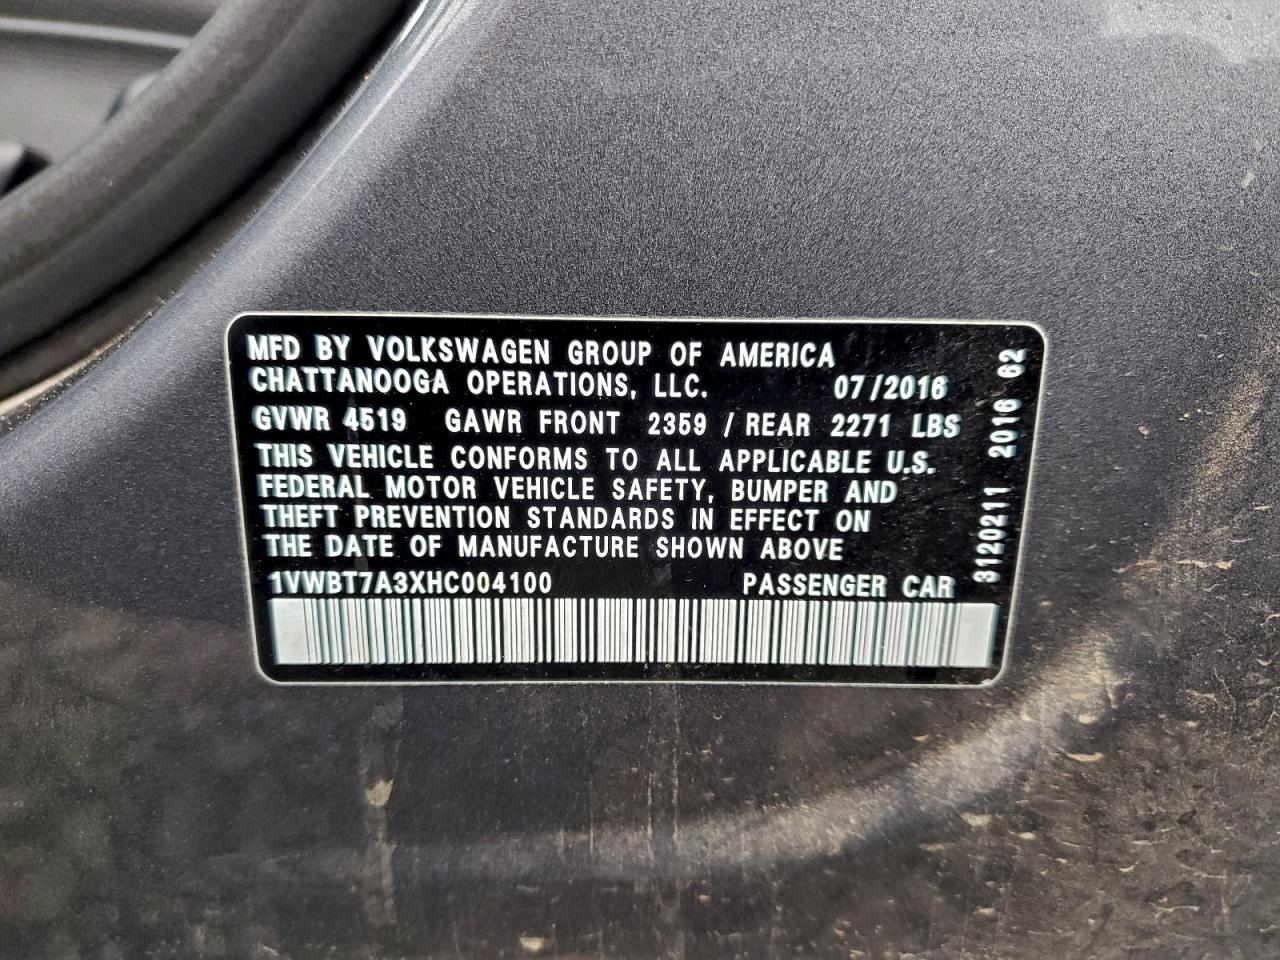 MFD BY VOLKSWAGEN GROUP OF AMERICA
CHATTANOOGA OPERATIONS, LLC. 07/2016
GVWR 4519 GAWR FRONT 2359 / REAR 2271 LBS
THIS VEHICLE CONFORMS TO ALL APPLICABLE U.S.
FEDERAL MOTOR VEHICLE SAFETY, BUMPER AND
THEFT PREVENTION STANDARDS IN EFFECT ON
THE DATE OF MANUFACTURE SHOWN ABOVE
1VWBT7A3XHC004100 PASSENGER CAR
3120211 2016 62